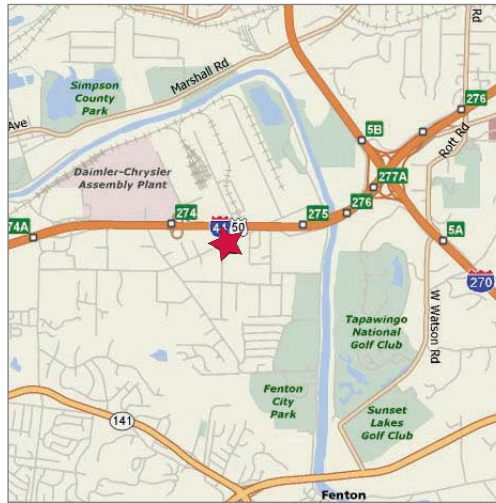 Rd
Marshall Rd
Simpson
County
Park
276
Ave
5B
Rott Rd
Daimler-Chrysler
Assembly Plant
277A
274
276
74A
44
50
275
5A
270
W Watson Rd
Tapawingo
National
Golf Club
Fenton
City
Park
Sunset
Lakes
Golf Club
141
Fenton